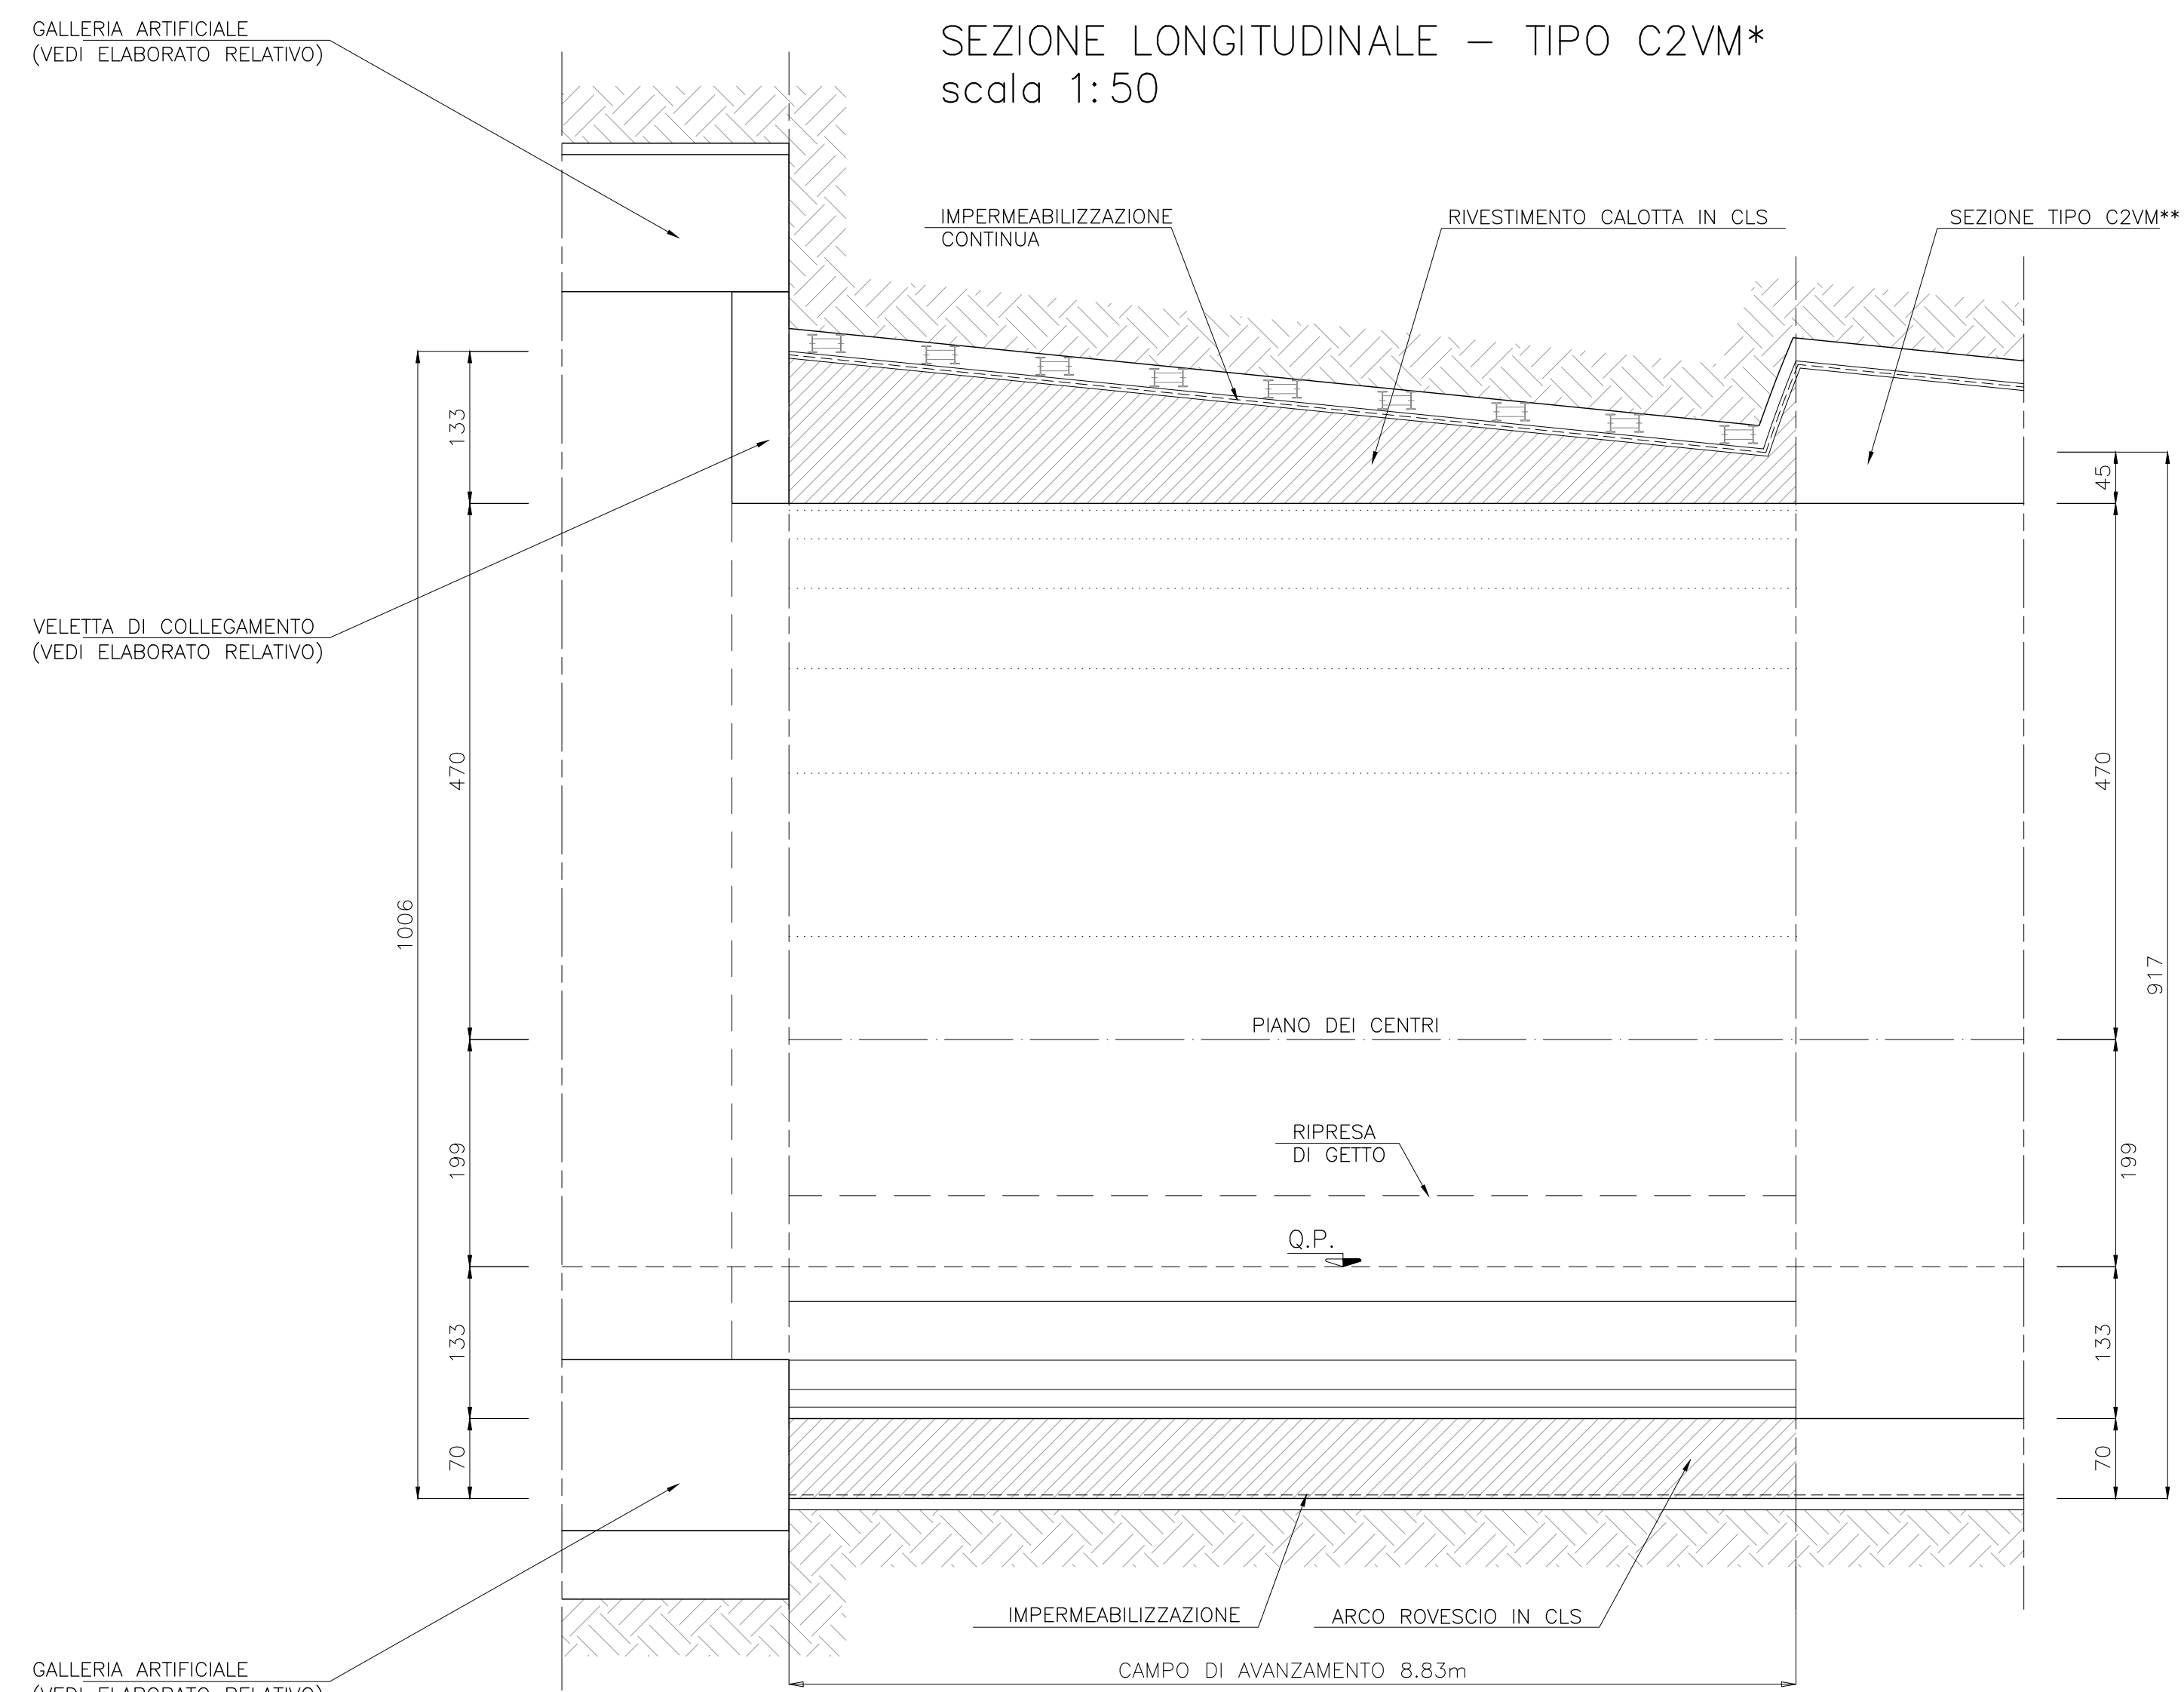 GALLERIA ARTIFICIALE
(VEDI ELABORATO RELATIVO)
SEZIONE LONGITUDINALE – TIPO C2VM*
scala 1:50
IMPERMEABILIZZAZIONE
CONTINUA
RIVESTIMENTO CALOTTA IN CLS
SEZIONE TIPO C2VM**
133
45
VELETTA DI COLLEGAMENTO
(VEDI ELABORATO RELATIVO)
470
470
1006
917
PIANO DEI CENTRI
RIPRESA
DI GETTO
199
199
Q.P.
133
133
70
70
IMPERMEABILIZZAZIONE
ARCO ROVESCIO IN CLS
CAMPO DI AVANZAMENTO 8.83m
GALLERIA ARTIFICIALE
(VEDI ELABORATO RELATIVO)